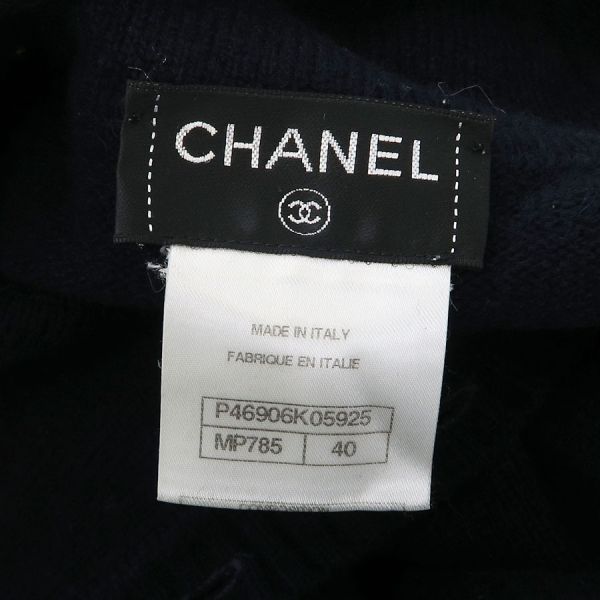 CHANEL
MADE IN ITALY
FABRIQUE EN ITALIE
P46906K05925
MP785 40